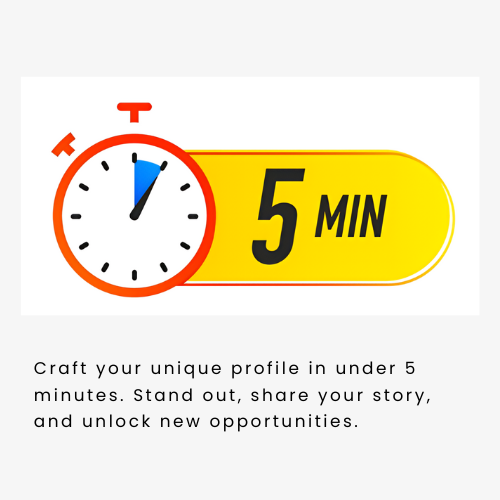 5 MIN
Craft your unique profile in under 5
minutes. Stand out, share your story,
and unlock new opportunities.